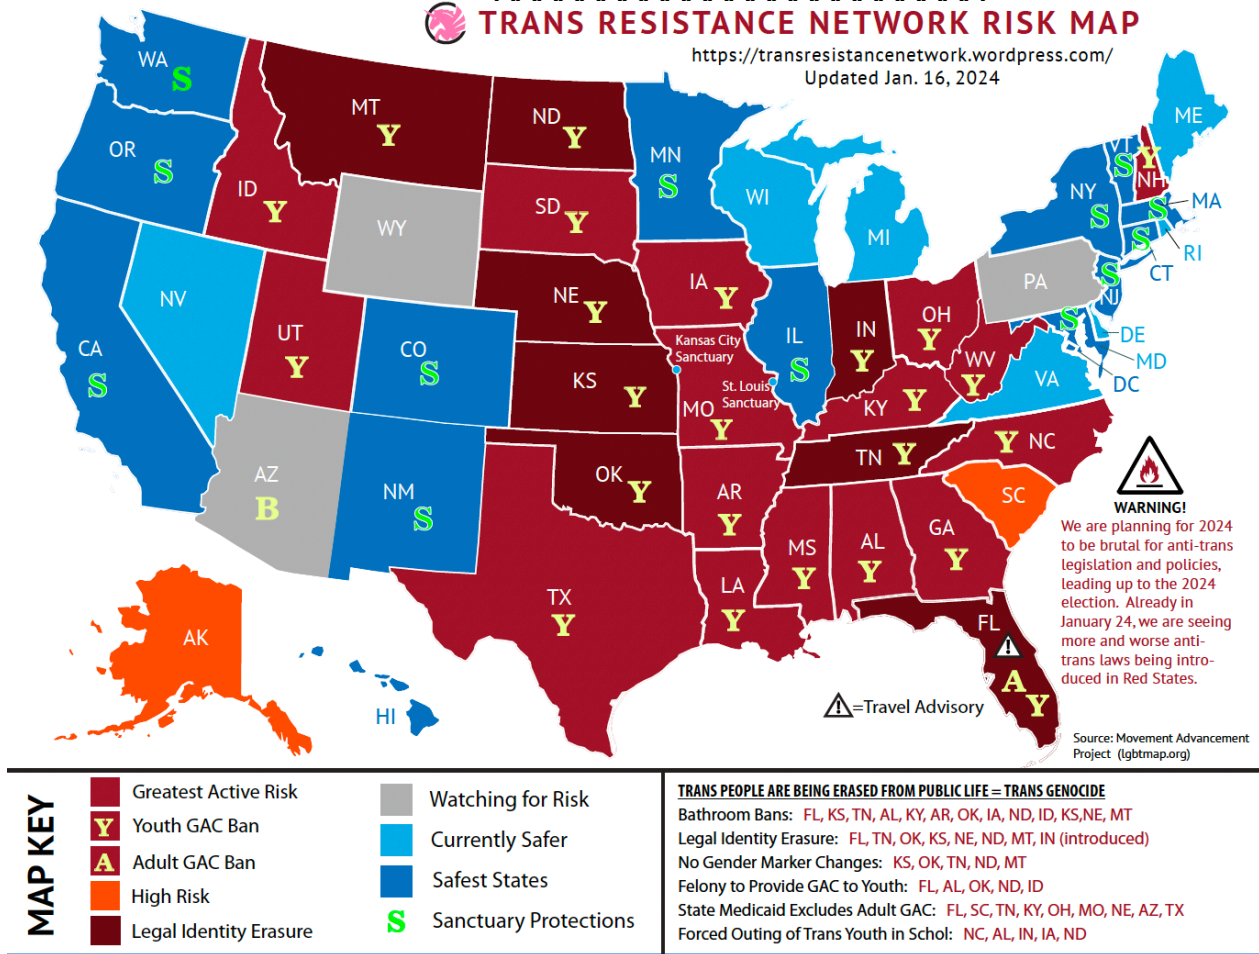 TRANS RESISTANCE NETWORK RISK MAP
https://transresistancenetwork.wordpress.com/
Updated Jan. 16, 2024
WA
S
OR
S
ID
Y
MT
Y
ND
Y
SD
Y
WY
MN
S
WI
MI
NY
S
VT
S
Y
NH
ME
S
MA
S
CT
RI
PA
S
NJ
S
DE
MD
DC
NV
UT
Y
CA
S
CO
S
NE
Y
KS
Y
IA
Y
Kansas City
Sanctuary
St. Louis
Sanctuary
MO
Y
IL
S
IN
Y
OH
Y
WV
Y
VA
KY
Y
TN
Y
NC
Y
SC
AZ
B
NM
S
OK
Y
AR
Y
TX
Y
LA
Y
MS
Y
AL
Y
GA
Y
FL
A
Y
AK
HI
WARNING!
We are planning for 2024
to be brutal for anti-trans
legislation and policies,
leading up to the 2024
election. Already in
January 24, we are seeing
more and worse anti-
trans laws being intro-
duced in Red States.
!=Travel Advisory
Source: Movement Advancement
Project (lgbtmap.org)
MAP KEY
Greatest Active Risk
Y Youth GAC Ban
A Adult GAC Ban
High Risk
Legal Identity Erasure
Watching for Risk
Currently Safer
Safest States
S Sanctuary Protections
TRANS PEOPLE ARE BEING ERASED FROM PUBLIC LIFE = TRANS GENOCIDE
Bathroom Bans: FL, KS, TN, AL, KY, AR, OK, IA, ND, ID, KS,NE, MT
Legal Identity Erasure: FL, TN, OK, KS, NE, ND, MT, IN (introduced)
No Gender Marker Changes: KS, OK, TN, ND, MT
Felony to Provide GAC to Youth: FL, AL, OK, ND, ID
State Medicaid Excludes Adult GAC: FL, SC, TN, KY, OH, MO, NE, AZ, TX
Forced Outing of Trans Youth in Schol: NC, AL, IN, IA, ND